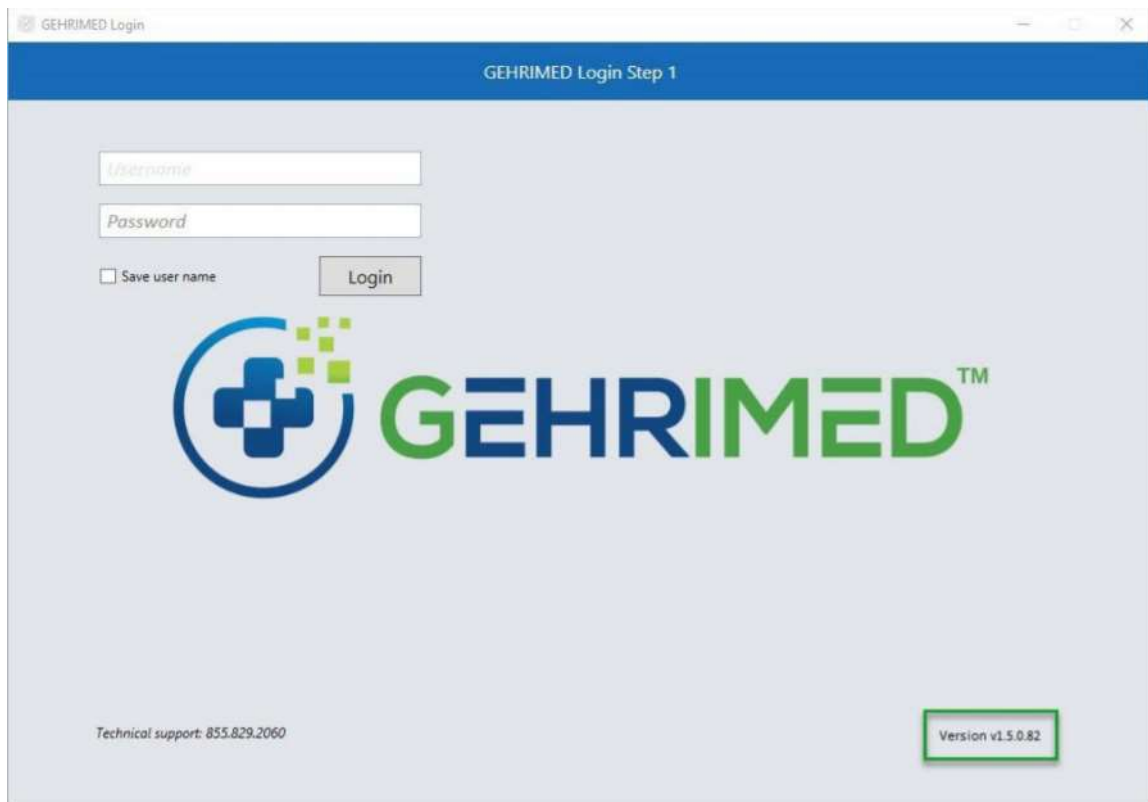 GEHRIMED Login
GEHRIMED Login Step 1
Username
Password
Save user name
Login
GEHRIMED™
Technical support: 855.829.2060
Version v1.5.0.82